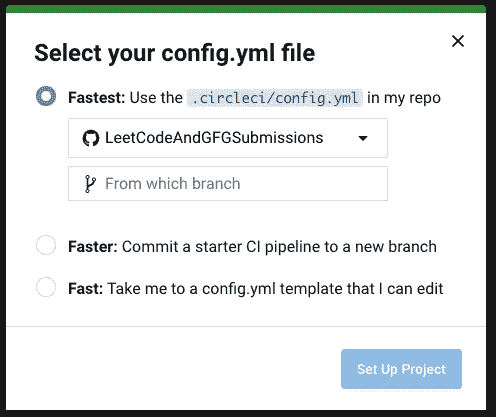 Select your config.yml file
Fastest: Use the .circleci/config.yml in my repo
LeetCodeAndGFGSubmissions
From which branch
Faster: Commit a starter CI pipeline to a new branch
Fast: Take me to a config.yml template that I can edit
Set Up Project